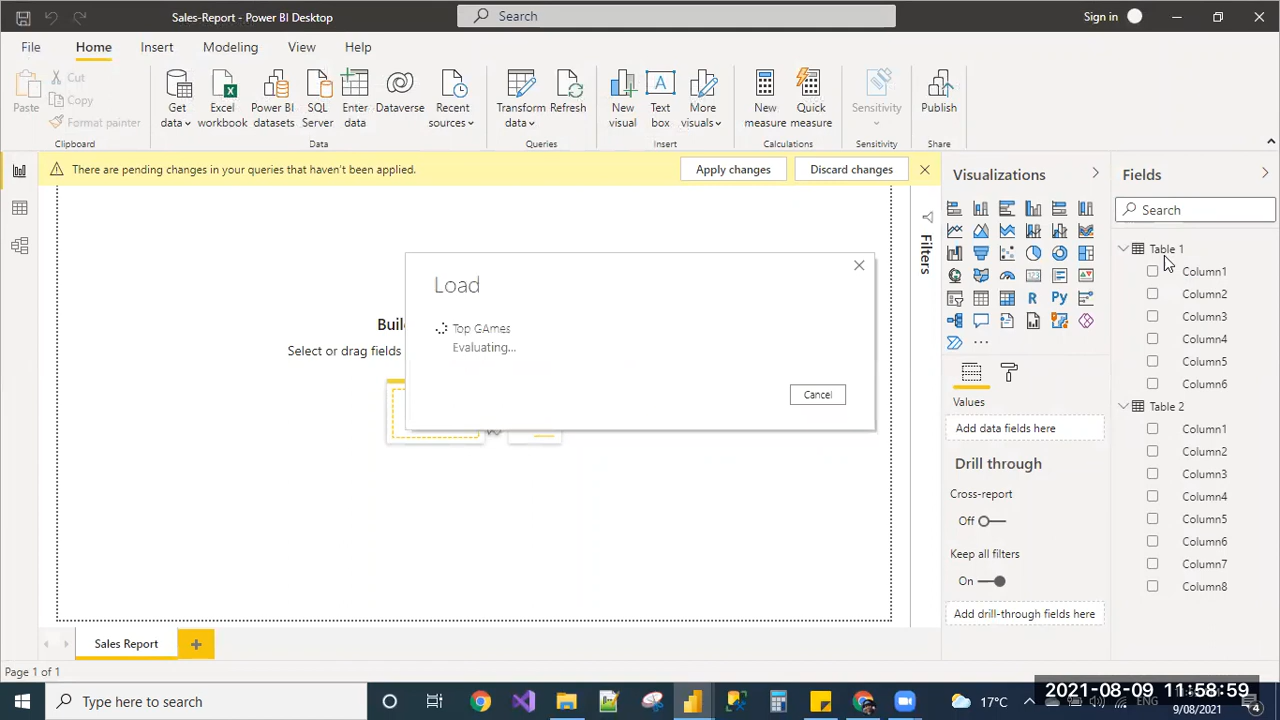 Sales-Report - Power BI Desktop
Search
Sign in
File
Home
Insert
Modeling
View
Help
Paste
Cut
Copy
Format painter
Clipboard
Get data
Excel workbook
Power BI datasets
SQL Server
Enter data
Dataverse
Recent sources
Data
Transform data
Refresh
Queries
New visual
Text box
More visuals
Insert
New measure
Quick measure
Calculations
Sensitivity
Sensitivity
Publish
Share
There are pending changes in your queries that haven't been applied.
Apply changes
Discard changes
Load
Top GAmes
Evaluating...
Cancel
Buil
Select or drag fields
Filters
Visualizations
Values
Add data fields here
Drill through
Cross-report
Off
Keep all filters
On
Add drill-through fields here
Fields
Search
Table 1
Column1
Column2
Column3
Column4
Column5
Column6
Table 2
Column1
Column2
Column3
Column4
Column5
Column6
Column7
Column8
Sales Report
Page 1 of 1
Type here to search
17°C
ENG
2021-08-09 11:58:59
9/08/2021